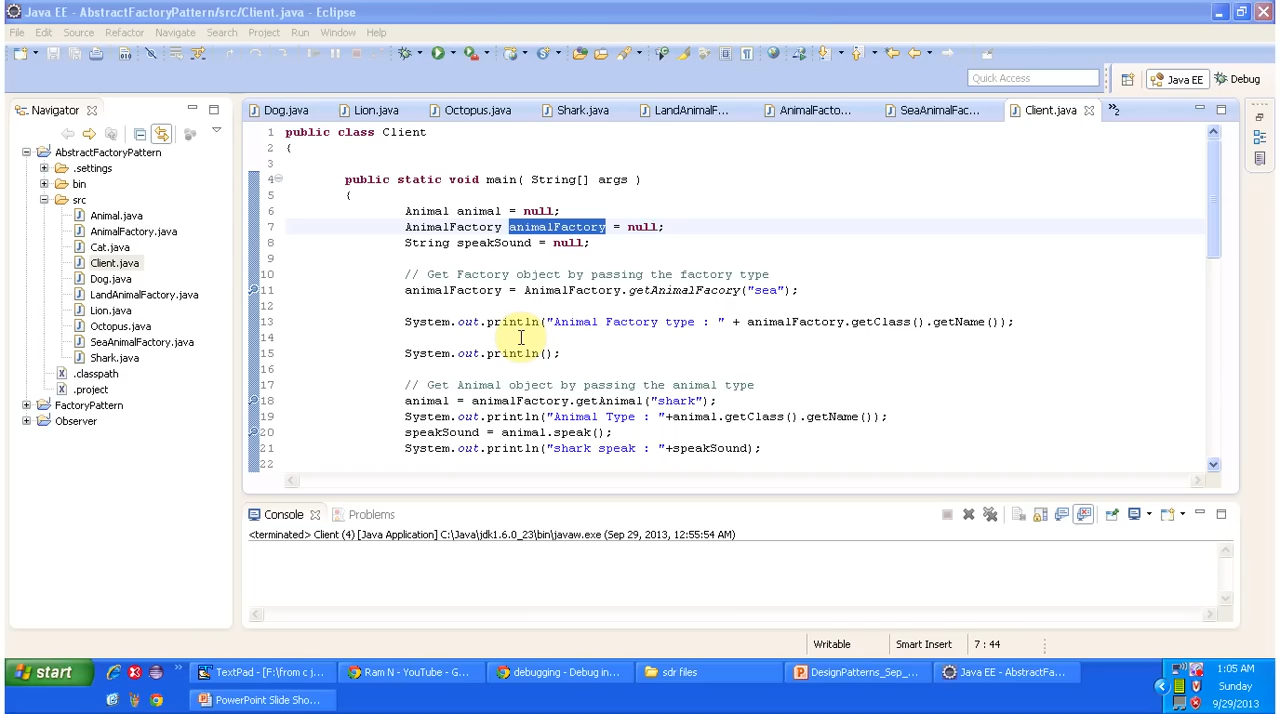 Java EE - AbstractFactoryPattern/src/Client.java - Eclipse
File Edit Source Refactor Navigate Search Project Run Window Help
Quick Access Java EE Debug
Navigator
Dog.java Lion.java Octopus.java Shark.java LandAnimalF... AnimalFacto... SeaAnimalFac... Client.java »2
AbstractFactoryPattern
.settings
bin
src
Animal.java
AnimalFactory.java
Cat.java
Client.java
Dog.java
LandAnimalFactory.java
Lion.java
Octopus.java
SeaAnimalFactory.java
Shark.java
.classpath
.project
FactoryPattern
Observer
1 public class Client
2 {
3
4 public static void main( String[] args )
5 {
6 Animal animal = null;
7 AnimalFactory animalFactory = null;
8 String speakSound = null;
9
10 // Get Factory object by passing the factory type
11 animalFactory = AnimalFactory.getAnimalFacory("sea");
12
13 System.out.println("Animal Factory type : " + animalFactory.getClass().getName());
14
15 System.out.println();
16
17 // Get Animal object by passing the animal type
18 animal = animalFactory.getAnimal("shark");
19 System.out.println("Animal Type : "+animal.getClass().getName());
20 speakSound = animal.speak();
21 System.out.println("shark speak : "+speakSound);
22
Console Problems
<terminated> Client (4) [Java Application] C:\Java\jdk1.6.0_23\bin\javaw.exe (Sep 29, 2013, 12:55:54 AM)
Writable Smart Insert 7 : 44
start TextPad - [F:\from c j... Ram N - YouTube - G... debugging - Debug in... sdr files DesignPatterns_Sep_... Java EE - AbstractFa... 1:05 AM
Sunday
PowerPoint Slide Sho... 9/29/2013